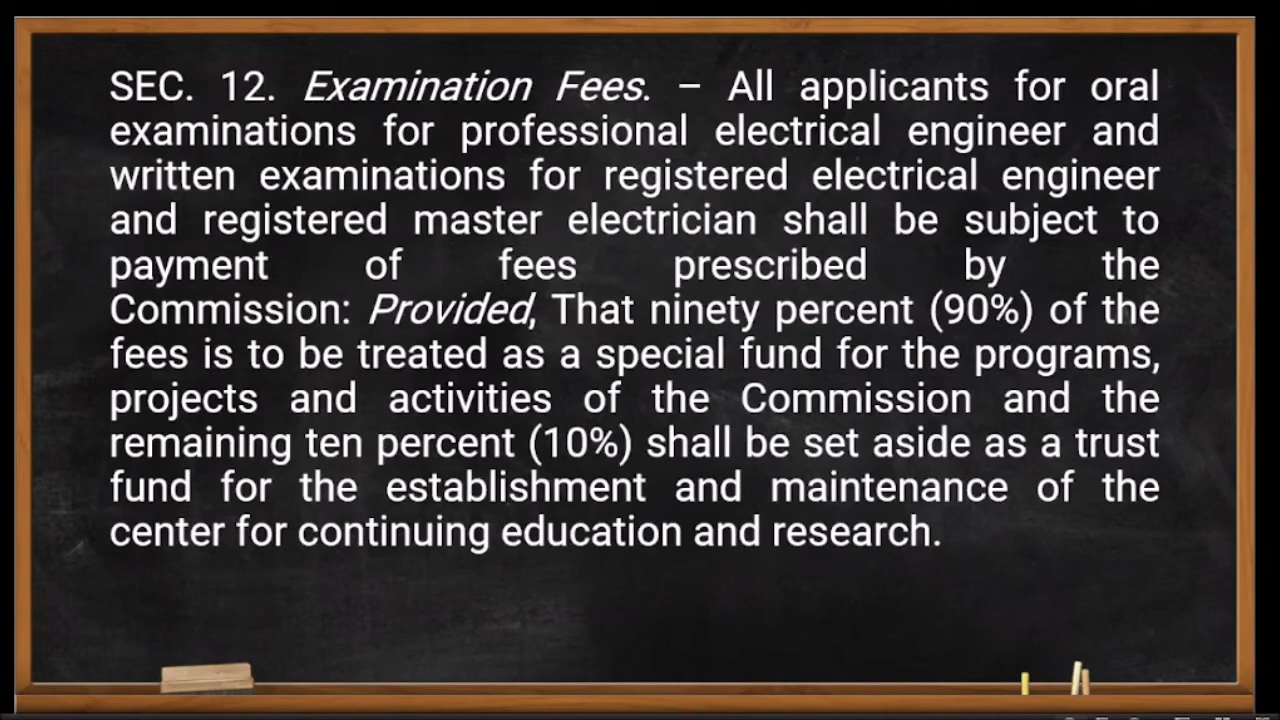 SEC. 12. Examination Fees. – All applicants for oral
examinations for professional electrical engineer and
written examinations for registered electrical engineer
and registered master electrician shall be subject to
payment of fees prescribed by the
Commission: Provided, That ninety percent (90%) of the
fees is to be treated as a special fund for the programs,
projects and activities of the Commission and the
remaining ten percent (10%) shall be set aside as a trust
fund for the establishment and maintenance of the
center for continuing education and research.